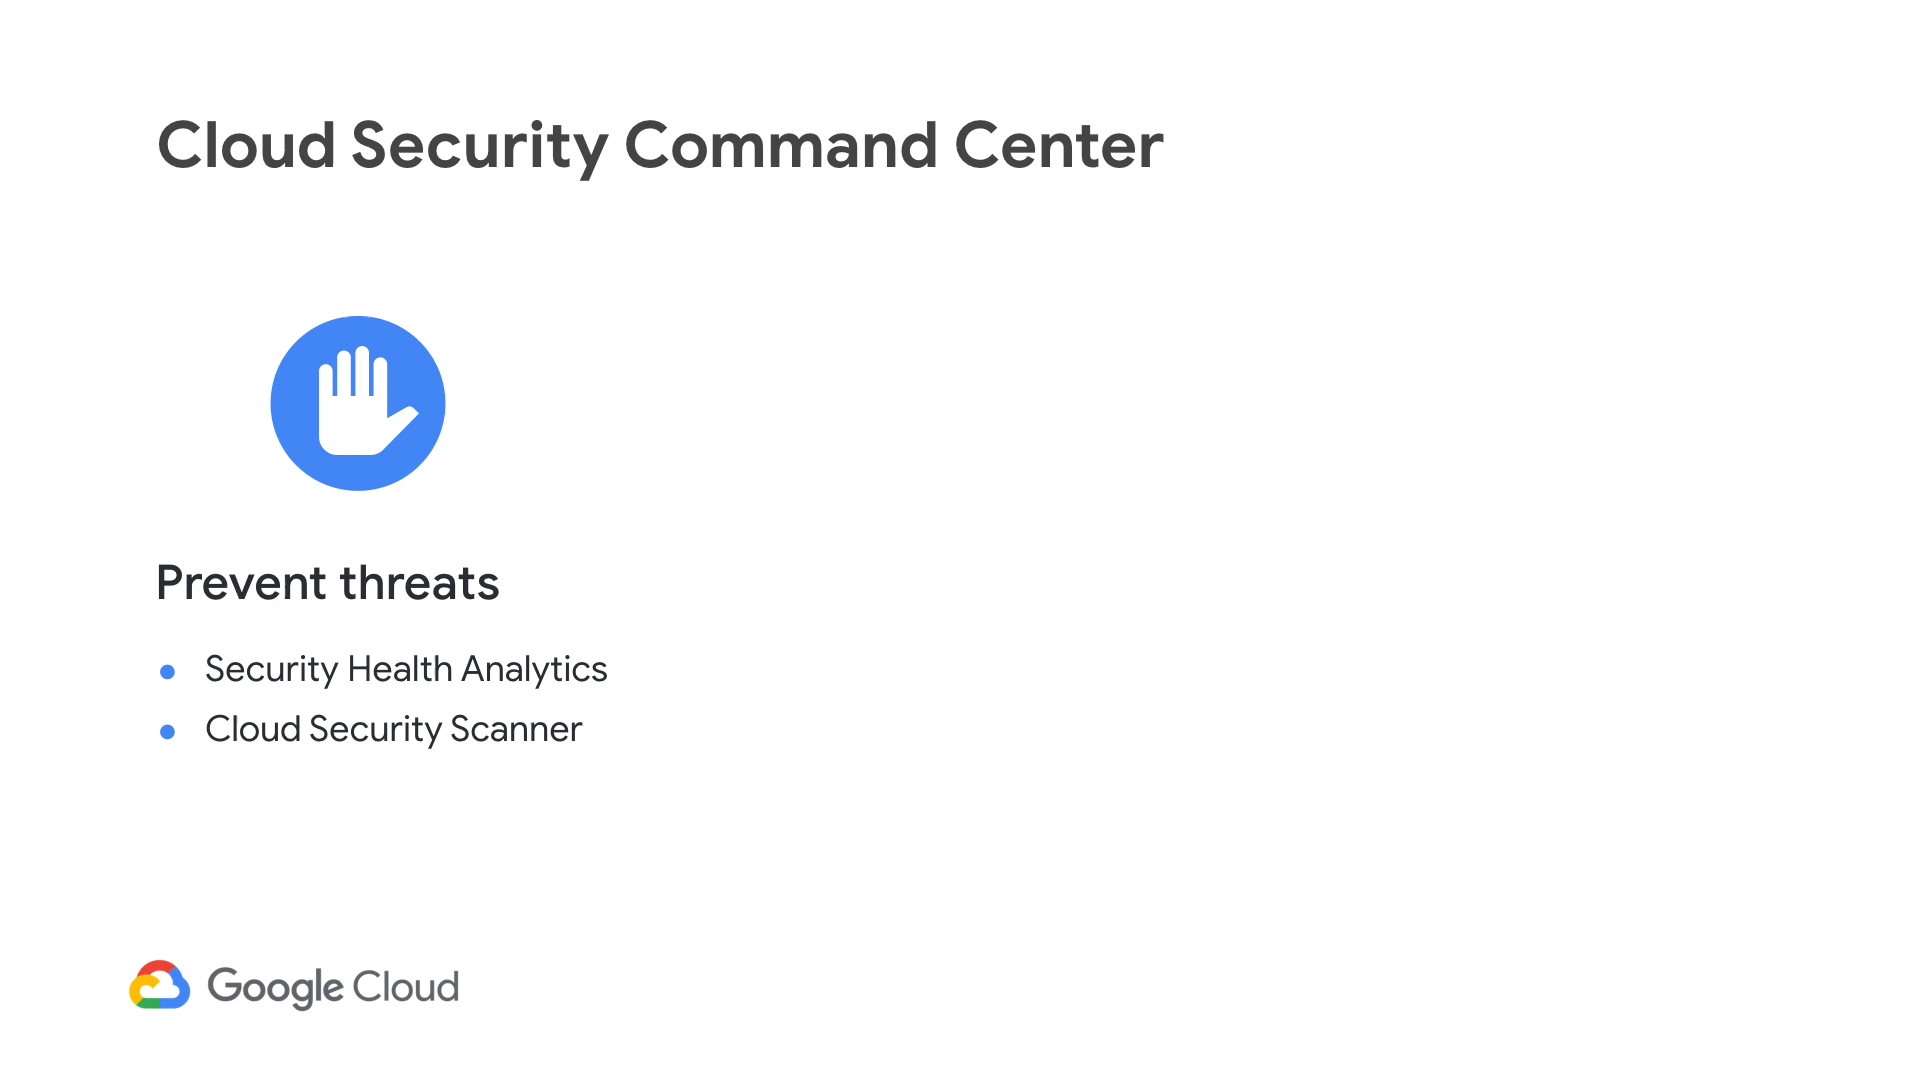 Cloud Security Command Center
Prevent threats
Security Health Analytics
Cloud Security Scanner
Google Cloud